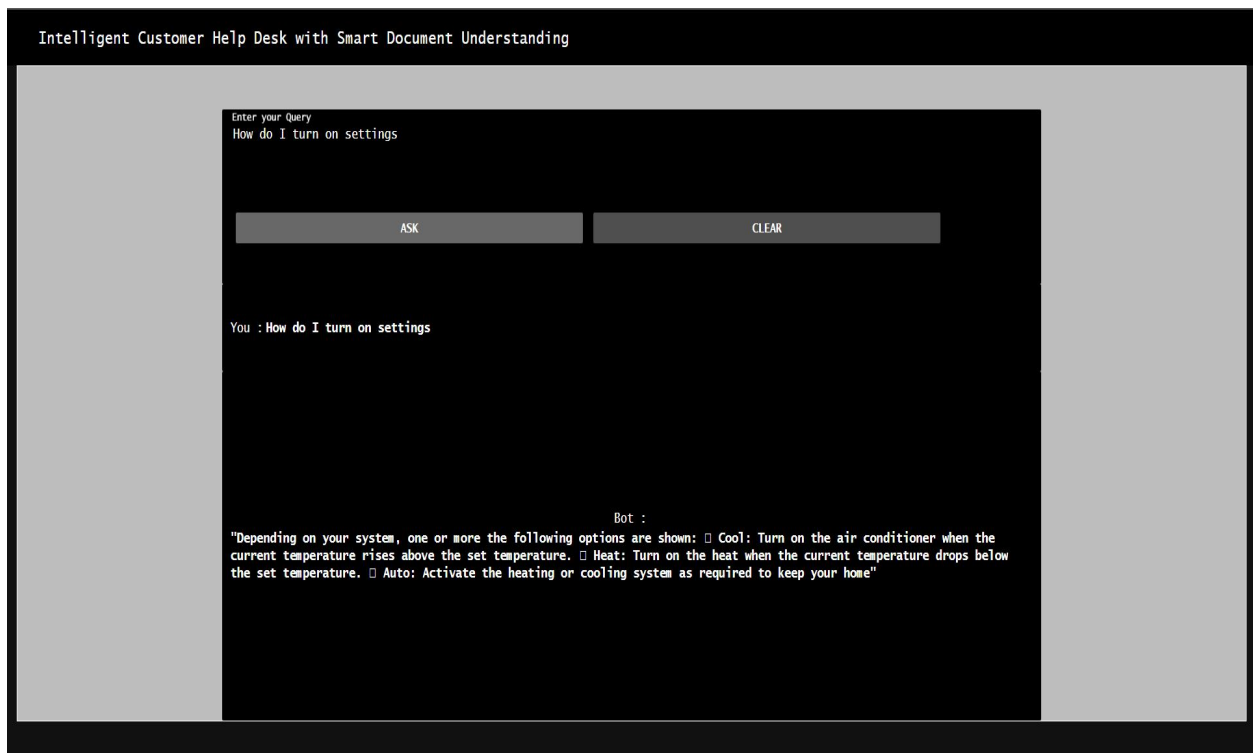 Intelligent Customer Help Desk with Smart Document Understanding
Enter your Query
How do I turn on settings
ASK
CLEAR
You : How do I turn on settings
Bot :
"Depending on your system, one or more the following options are shown: ▯ Cool: Turn on the air conditioner when the
current temperature rises above the set temperature. ▯ Heat: Turn on the heat when the current temperature drops below
the set temperature. ▯ Auto: Activate the heating or cooling system as required to keep your home"